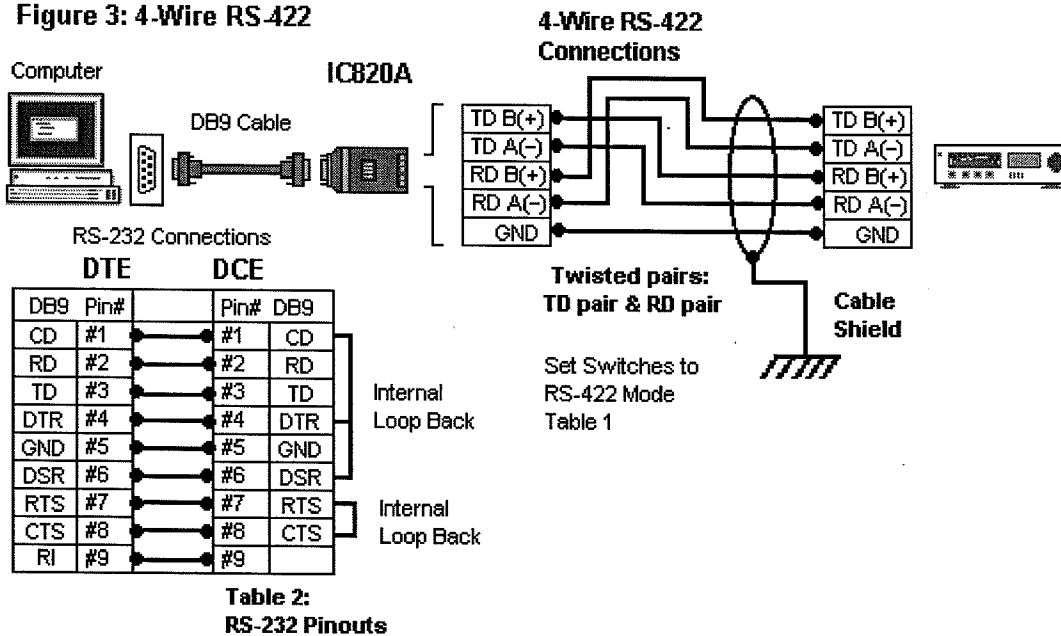 Figure 3: 4-Wire RS-422
4-Wire RS-422
Connections
Computer
IC820A
DB9 Cable
TD B(+)
TD A(-)
RD B(+)
RD A(-)
GND
TD B(+)
TD A(-)
RD B(+)
RD A(-)
GND
Twisted pairs:
TD pair & RD pair
Cable
Shield
Set Switches to
RS-422 Mode
Table 1
RS-232 Connections
DTE DCE
DB9 Pin# Pin# DB9
CD #1 #1 CD
RD #2 #2 RD
TD #3 #3 TD
DTR #4 #4 DTR
GND #5 #5 GND
DSR #6 #6 DSR
RTS #7 #7 RTS
CTS #8 #8 CTS
RI #9 #9
Internal
Loop Back
Internal
Loop Back
Table 2:
RS-232 Pinouts